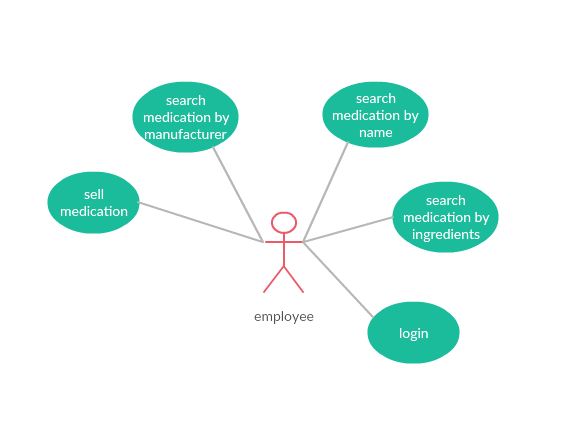 search
medication by
manufacturer
search
medication by
name
sell
medication
search
medication by
ingredients
employee
login